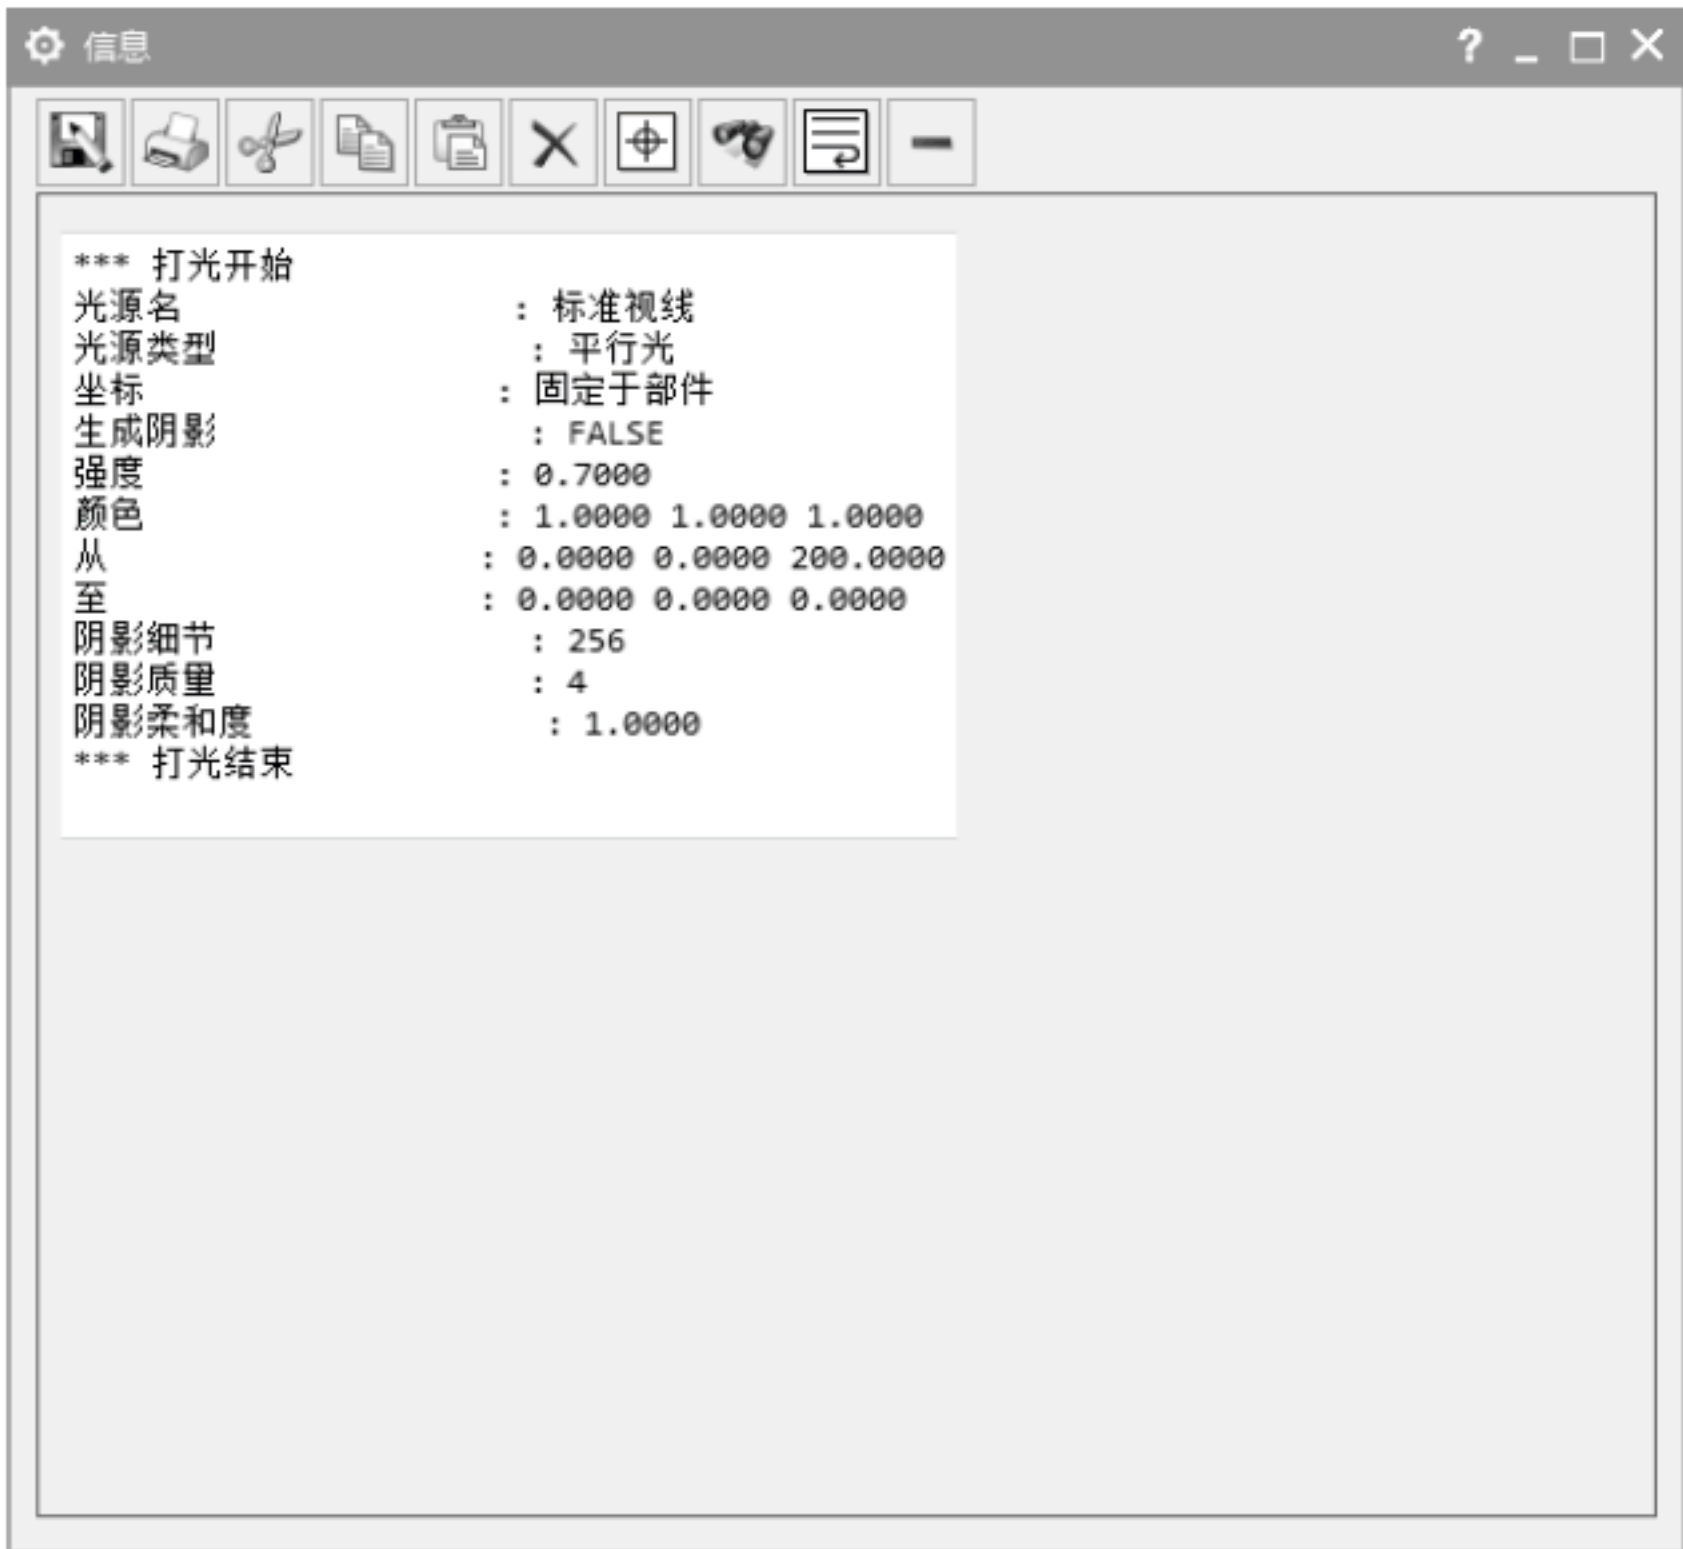 信息
*** 打光开始
光源名 : 标准视线
光源类型 : 平行光
坐标 : 固定于部件
生成阴影 : FALSE
强度 : 0.7000
颜色 : 1.0000 1.0000 1.0000
从 : 0.0000 0.0000 200.0000
至 : 0.0000 0.0000 0.0000
阴影细节 : 256
阴影质量 : 4
阴影柔和度 : 1.0000
*** 打光结束